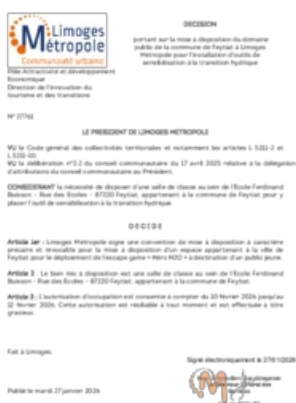 Limoges
Métropole
Communauté urbaine
Pôle Attractivité et développement
Economique
Direction de l'innovation du
tourisme et des transitions
DECISION
portant sur la mise à disposition du domaine
public de la commune de Feytiat à Limoges
Métropole pour l'installation d'outils de
sensibilisation à la transition hydrique
N° 27761
LE PRESIDENT DE LIMOGES METROPOLE
VU le Code général des collectivités territoriales et notamment les articles L 5211-2 et
L 5211-10.
VU la délibération n°2.2 du conseil communautaire du 17 avril 2025 relative à la délégation
d'attributions du conseil communautaire au Président.
CONSIDERANT la nécessité de disposer d'une salle de classe au sein de l'Ecole Ferdinand
Buisson - Rue des Ecoles - 87220 Feytiat, appartenant à la commune de Feytiat pour y
placer l'outil de sensibilisation à la transition hydrique.
DECIDE
Article 1er : Limoges Métropole signe une convention de mise à disposition à caractère
précaire et révocable pour la mise à disposition d'un espace appartenant à la ville de
Feytiat pour le déploiement de l'escape game « Héro H2O » à destination d'un public jeune.
Article 2 : Le bien mis à disposition est une salle de classe au sein de l'Ecole Ferdinand
Buisson - Rue des Ecoles - 87220 Feytiat, appartenant à la commune de Feytiat.
Article 3 : L'autorisation d'occupation est consentie à compter du 10 février 2026 jusqu'au
12 février 2026. Cette autorisation est résiliable à tout moment et est effectuée à titre
gracieux.
Fait à Limoges,
Signé électroniquement le 27/01/2026
Publié le mardi 27 janvier 2026